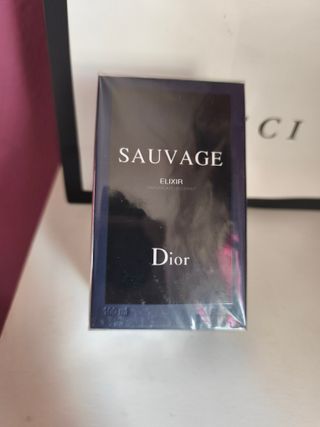 CCI
SAUVAGE
ELIXIR
Dior
100 ml